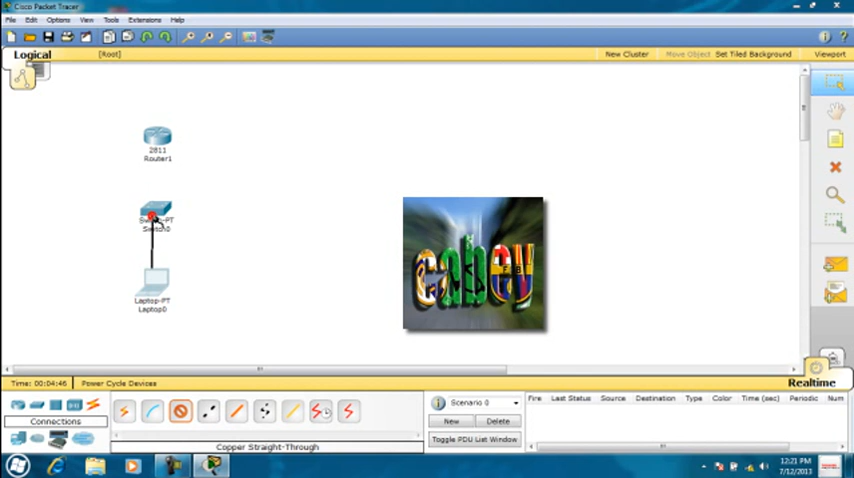 Cisco Packet Tracer
File Edit Options View Tools Extensions Help
Logical [Root] New Cluster Move Object Set Tiled Background Viewport
2811
Router1
Switch0
cabey
FCB
Laptop-PT
Laptop0
Time: 00:04:46 Power Cycle Devices
Realtime
Connections
Copper Straight-Through
Scenario 0
New Delete
Toggle PDU List Window
Fire Last Status Source Destination Type Color Time (sec) Periodic Num
12:21 PM
7/12/2013